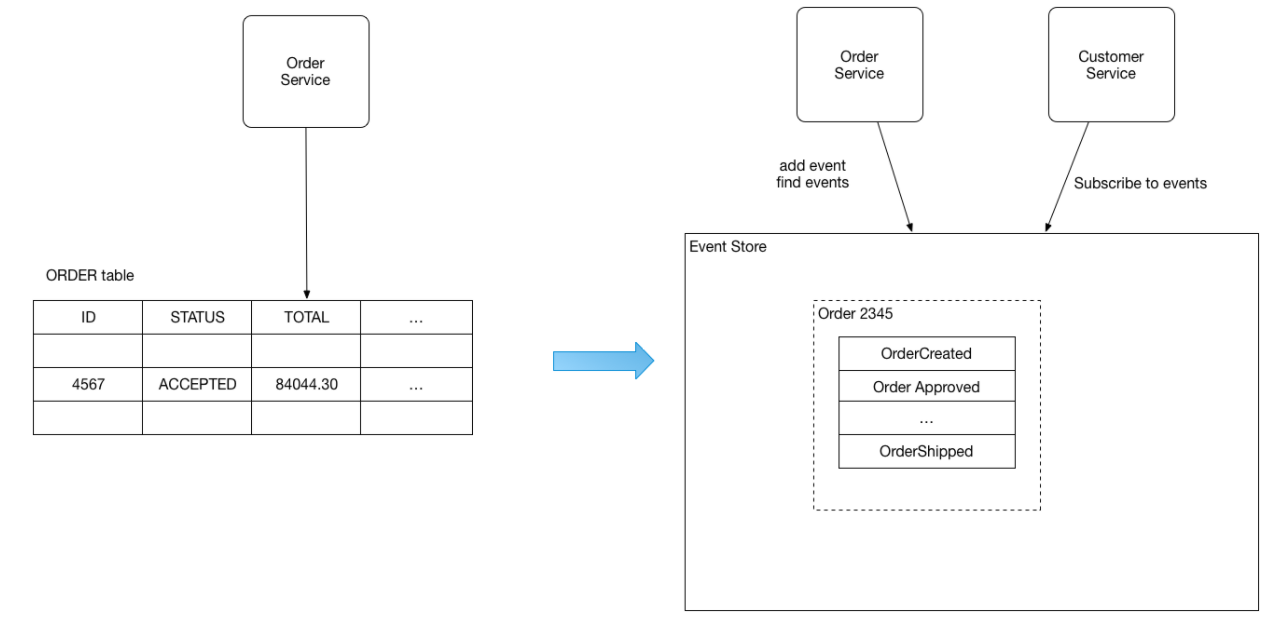 Order
Service
ORDER table
ID STATUS TOTAL ...
4567 ACCEPTED 84044.30 ...
Order
Service
Customer
Service
add event
find events
Subscribe to events
Event Store
Order 2345
OrderCreated
Order Approved
...
OrderShipped